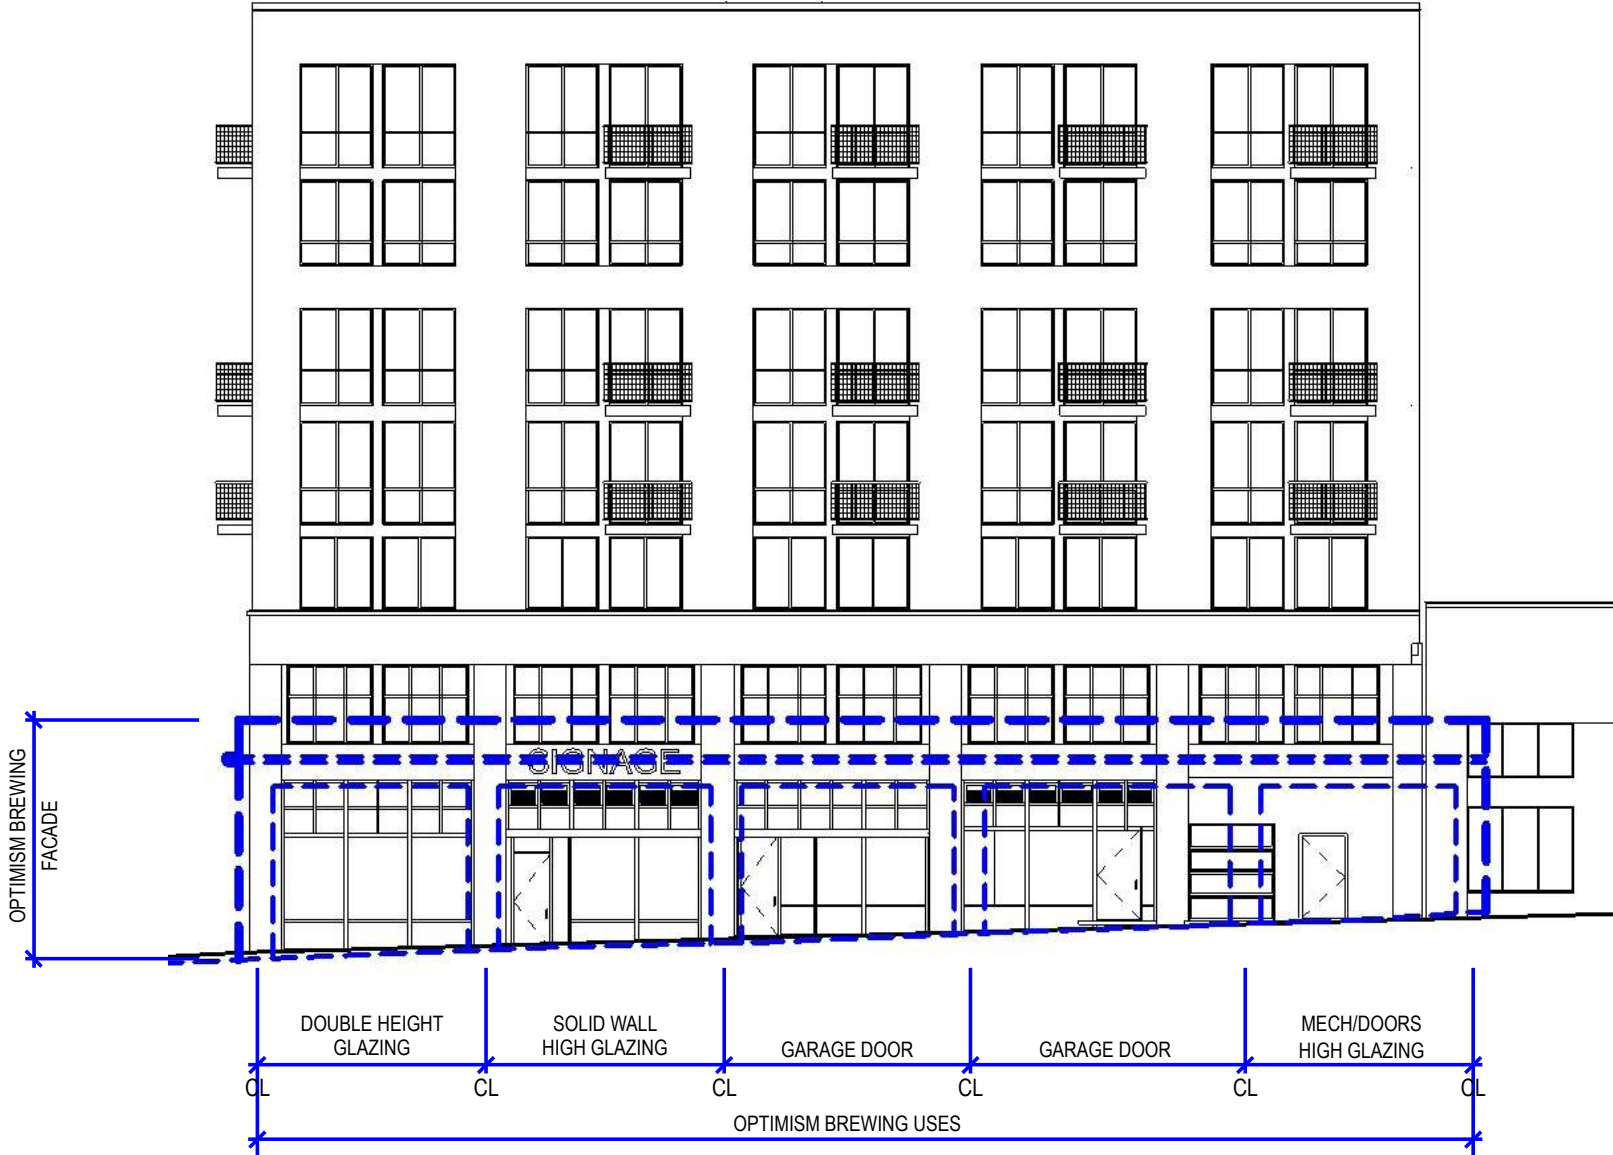 SIGNAGE
OPTIMISM BREWING
FACADE
DOUBLE HEIGHT
GLAZING
SOLID WALL
HIGH GLAZING
GARAGE DOOR
GARAGE DOOR
MECH/DOORS
HIGH GLAZING
CL
CL
CL
CL
CL
CL
OPTIMISM BREWING USES